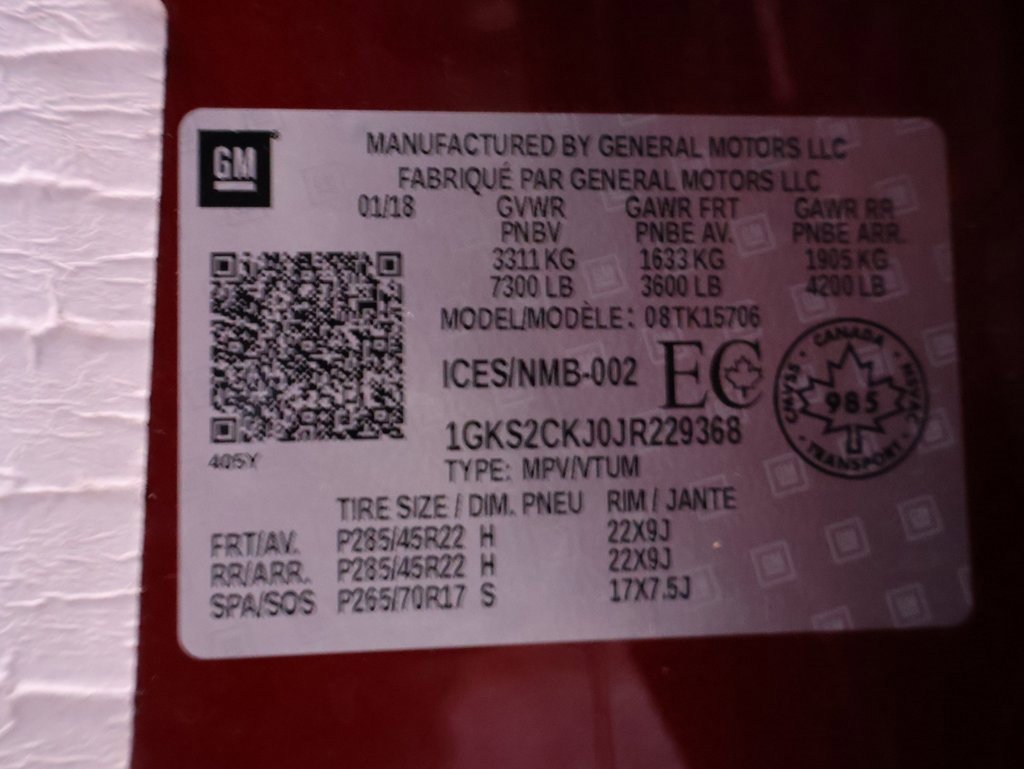 GM
MANUFACTURED BY GENERAL MOTORS LLC
FABRIQUÉ PAR GENERAL MOTORS LLC
01/18 GVWR GAWR FRT GAWR RR
PNBV PNBE AV. PNBE ARR.
3311 KG 1633 KG 1905 KG
7300 LB 3600 LB 4200 LB
MODEL/MODÈLE: 08TK15706
ICES/NMB-002 EC
CANADA
CMVSS 985 NSVAC
TRANSPORT
1GKS2CKJ0JR229368
405Y
TYPE: MPV/VTUM
TIRE SIZE / DIM. PNEU RIM / JANTE
FRT/AV. P285/45R22 H 22X9J
RR/ARR. P285/45R22 H 22X9J
SPA/SOS P265/70R17 S 17X7.5J